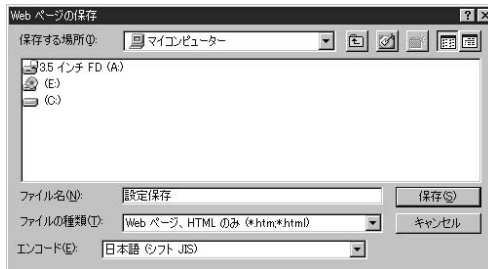 Web ページの保存
保存する場所(I): マイコンピューター
3.5 インチ FD (A:)
(E:)
(C:)
ファイル名(N): 設定保存 保存(S)
ファイルの種類(T): Web ページ、HTML のみ (*.htm;*.html) キャンセル
エンコード(E): 日本語 (シフト JIS)